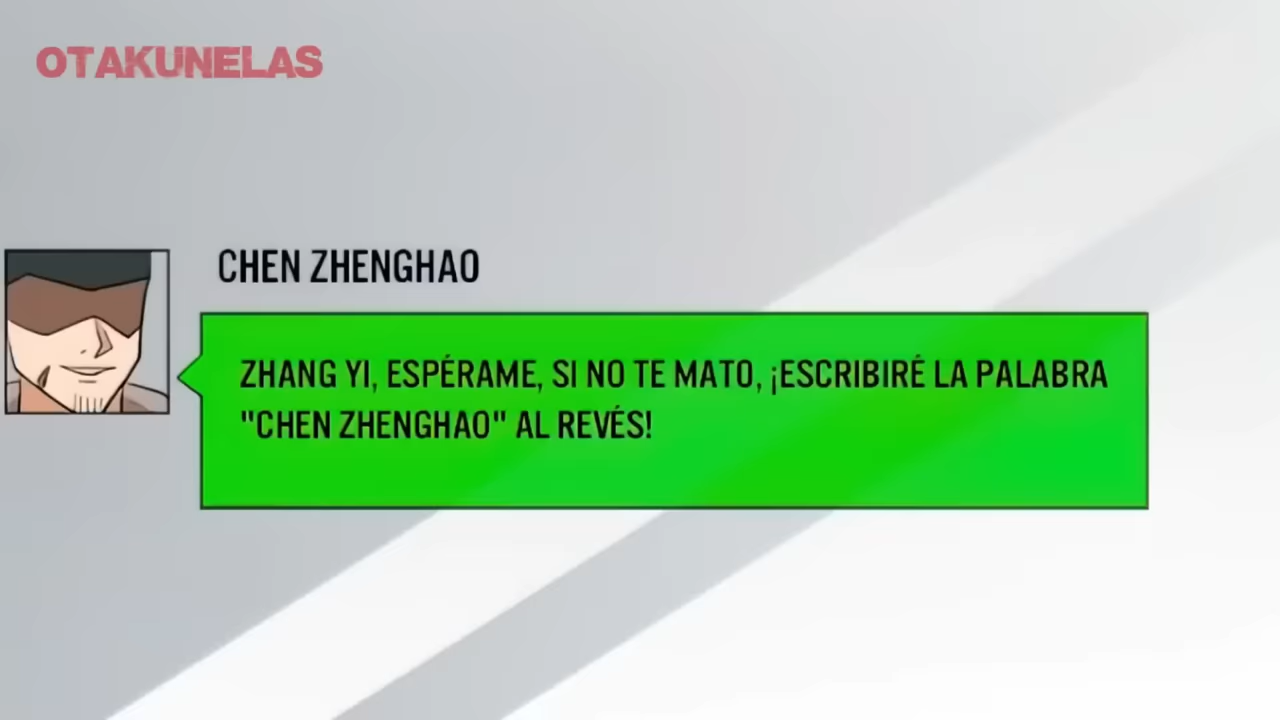 OTAKUNELAS
CHEN ZHENGHAO
ZHANG YI, ESPÉRAME, SI NO TE MATO, ¡ESCRIBIRÉ LA PALABRA
"CHEN ZHENGHAO" AL REVÉS!